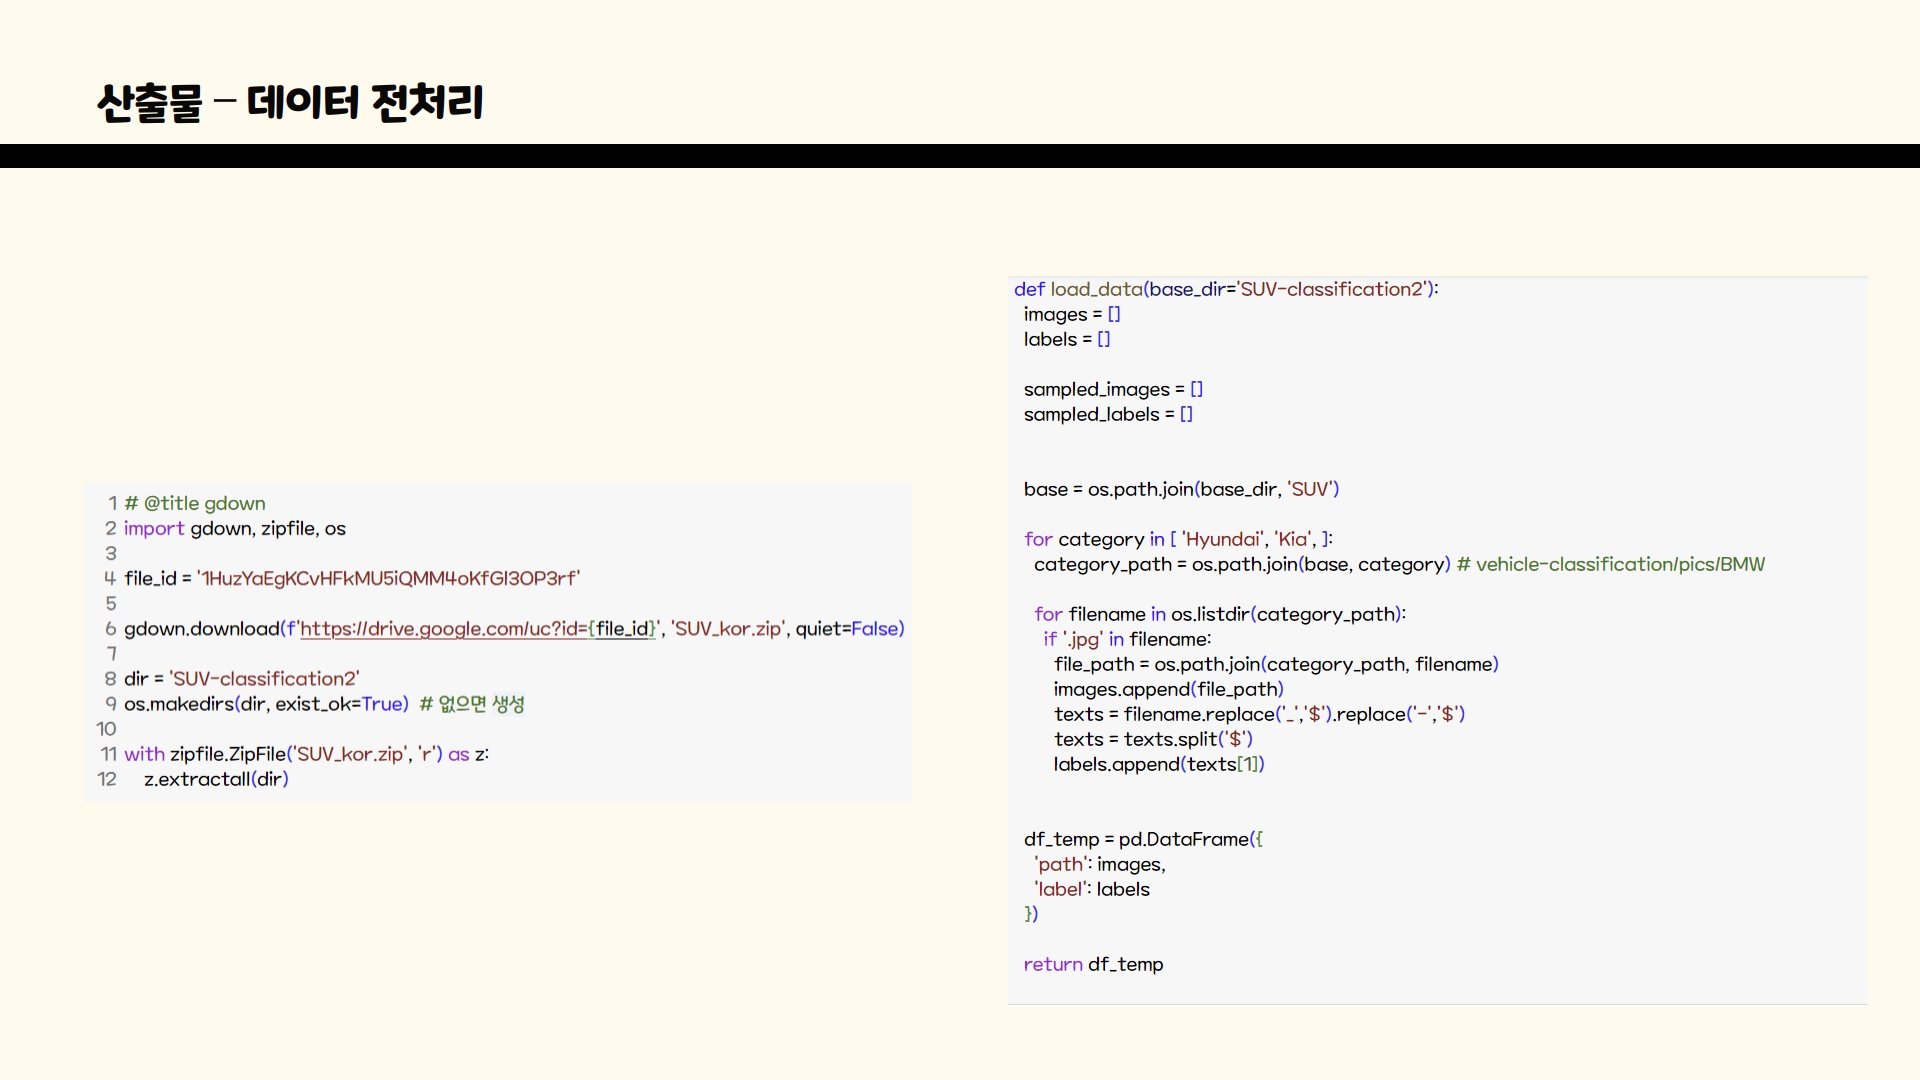 산출물 – 데이터 전처리
1 # @title gdown
2 import gdown, zipfile, os
3
4 file_id = '1HuzYaEgKCvHFkMU5iQMM4oKfGl3OP3rf'
5
6 gdown.download(f'https://drive.google.com/uc?id={file_id}', 'SUV_kor.zip', quiet=False)
7
8 dir = 'SUV-classification2'
9 os.makedirs(dir, exist_ok=True)  # 없으면 생성
10
11 with zipfile.ZipFile('SUV_kor.zip', 'r') as z:
12    z.extractall(dir)
def load_data(base_dir='SUV-classification2'):
  images = []
  labels = []
  sampled_images = []
  sampled_labels = []
  base = os.path.join(base_dir, 'SUV')
  for category in [ 'Hyundai', 'Kia', ]:
    category_path = os.path.join(base, category) # vehicle-classification/pics/BMW
    for filename in os.listdir(category_path):
      if '.jpg' in filename:
        file_path = os.path.join(category_path, filename)
        images.append(file_path)
        texts = filename.replace('_','$').replace('-','$')
        texts = texts.split('$')
        labels.append(texts[1])
  df_temp = pd.DataFrame({
    'path': images,
    'label': labels
  })
  return df_temp